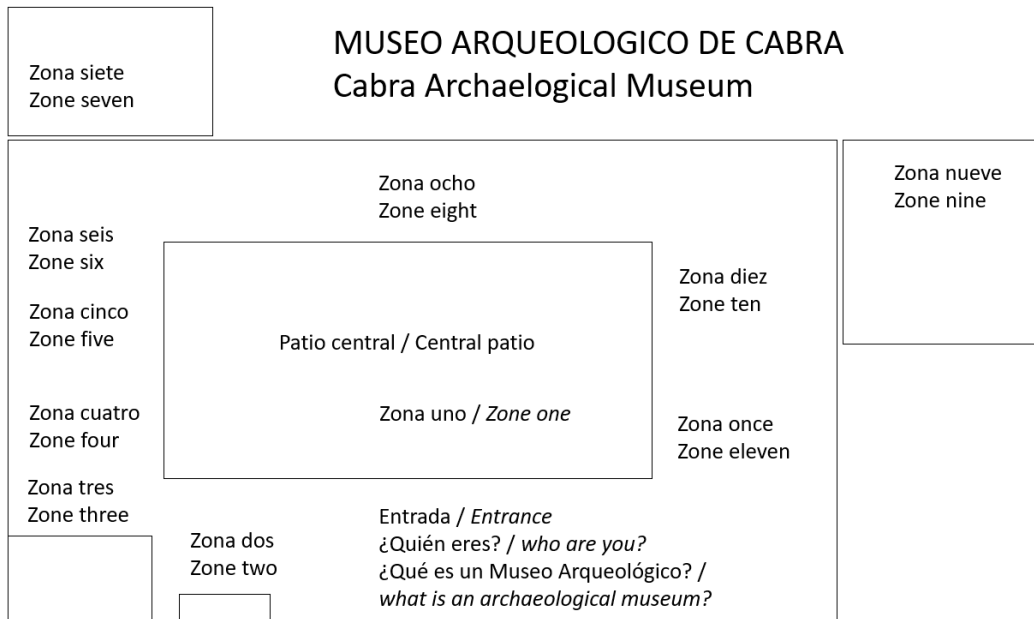 MUSEO ARQUEOLOGICO DE CABRA
Cabra Archaelogical Museum
Zona siete
Zone seven
Zona ocho
Zone eight
Zona nueve
Zone nine
Zona seis
Zone six
Zona diez
Zone ten
Zona cinco
Zone five
Patio central / Central patio
Zona cuatro
Zone four
Zona uno / Zone one
Zona once
Zone eleven
Zona tres
Zone three
Zona dos
Zone two
Entrada / Entrance
¿Quién eres? / who are you?
¿Qué es un Museo Arqueológico? /
what is an archaeological museum?